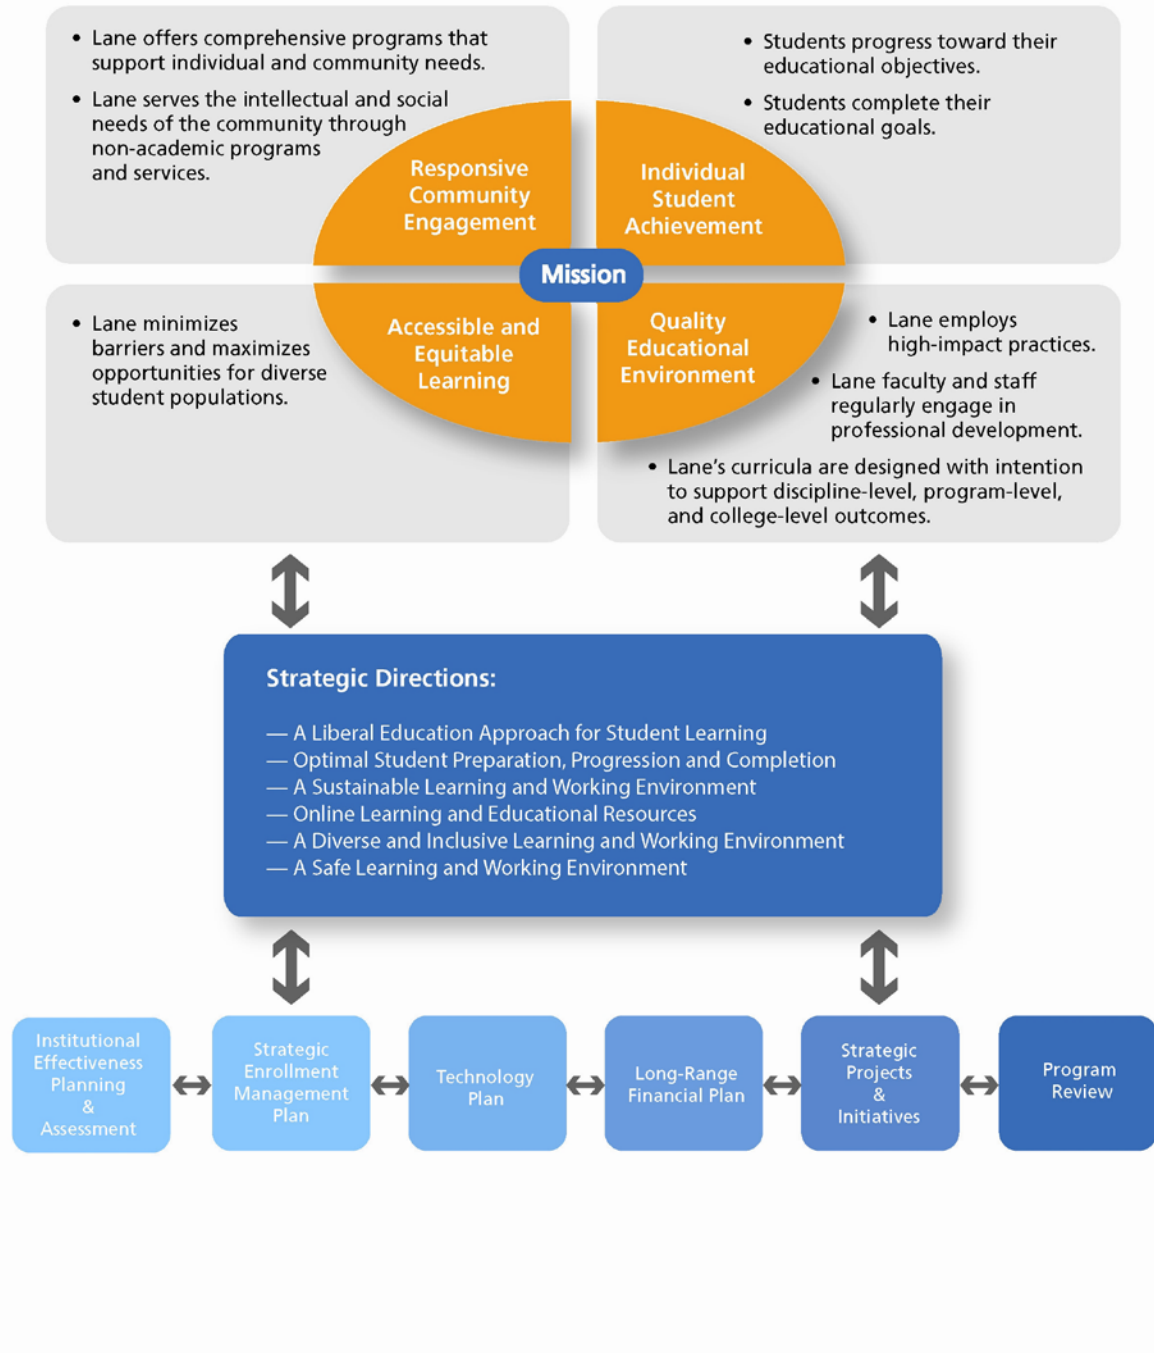 • Lane offers comprehensive programs that
support individual and community needs.
• Lane serves the intellectual and social
needs of the community through
non-academic programs
and services.
Responsive
Community
Engagement
• Students progress toward their
educational objectives.
• Students complete their
educational goals.
Individual
Student
Achievement
Mission
• Lane minimizes
barriers and maximizes
opportunities for diverse
student populations.
Accessible and
Equitable
Learning
Quality
Educational
Environment
• Lane employs
high-impact practices.
• Lane faculty and staff
regularly engage in
professional development.
• Lane’s curricula are designed with intention
to support discipline-level, program-level,
and college-level outcomes.
Strategic Directions:
— A Liberal Education Approach for Student Learning
— Optimal Student Preparation, Progression and Completion
— A Sustainable Learning and Working Environment
— Online Learning and Educational Resources
— A Diverse and Inclusive Learning and Working Environment
— A Safe Learning and Working Environment
Institutional
Effectiveness
Planning
&
Assessment
Strategic
Enrollment
Management
Plan
Technology
Plan
Long-Range
Financial Plan
Strategic
Projects
&
Initiatives
Program
Review